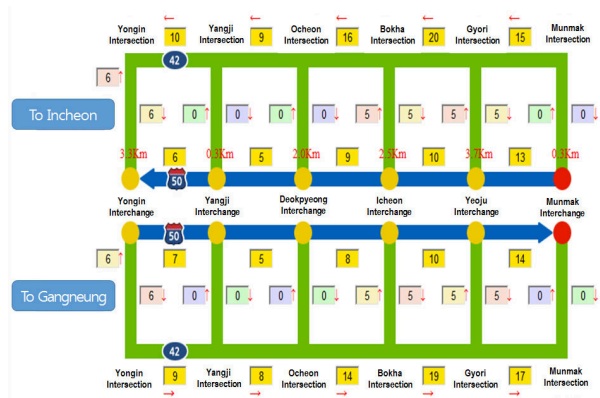 ← ← ← ← ←
Yongin Intersection 10 Yangji Intersection 9 Ocheon Intersection 16 Bokha Intersection 20 Gyori Intersection 15 Munmak Intersection
42
6 ↑
To Incheon
6 ↓ 0 ↑ 0 ↓ 0 ↑ 0 ↓ 5 ↑ 5 ↓ 5 ↑ 5 ↓ 0 ↑ 0 ↓
3.3Km 6 0.3Km 5 2.0Km 9 2.5Km 10 3.7Km 13 0.3Km
50
Yongin Interchange Yangji Interchange Deokpyeong Interchange Icheon Interchange Yeoju Interchange Munmak Interchange
50
6 ↑ 7 5 8 10 14
To Gangneung
6 ↓ 0 ↑ 0 ↓ 0 ↑ 0 ↓ 5 ↑ 5 ↓ 5 ↑ 5 ↓ 0 ↑ 0 ↓
42
Yongin Intersection 9 Yangji Intersection 8 Ocheon Intersection 14 Bokha Intersection 19 Gyori Intersection 17 Munmak Intersection
→ → → → →